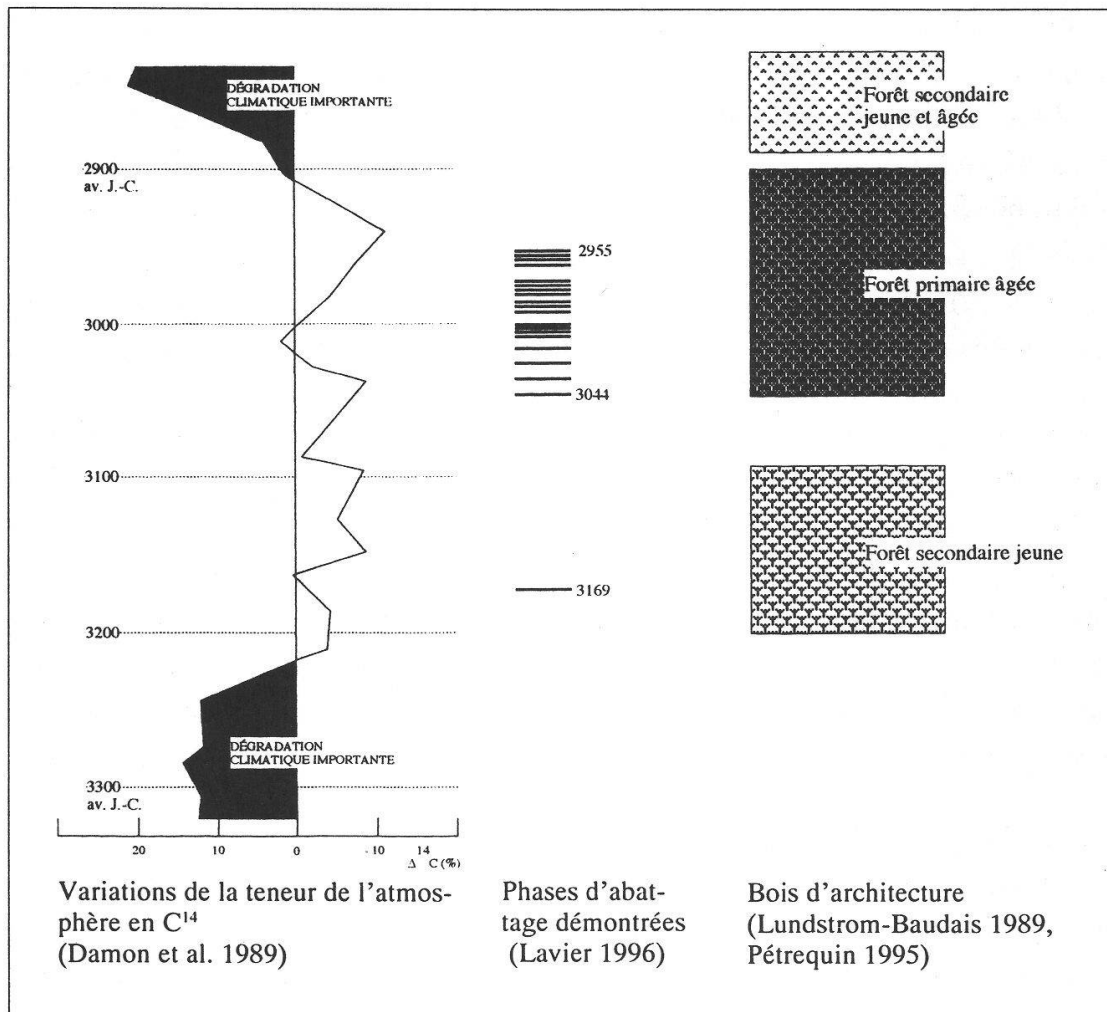 DÉGRADATION
CLIMATIQUE IMPORTANTE
2900
av. J.-C.
3000
3100
3200
DÉGRADATION
CLIMATIQUE IMPORTANTE
3300
av. J.-C.
20 10 0 - 10 14
Δ C (%)
Variations de la teneur de l'atmos-
phère en C¹⁴
(Damon et al. 1989)
2955
3044
3169
Phases d'abat-
tage démontrées
(Lavier 1996)
Forêt secondaire
jeune et âgée
Forêt primaire âgée
Forêt secondaire jeune
Bois d'architecture
(Lundstrom-Baudais 1989,
Pétrequin 1995)